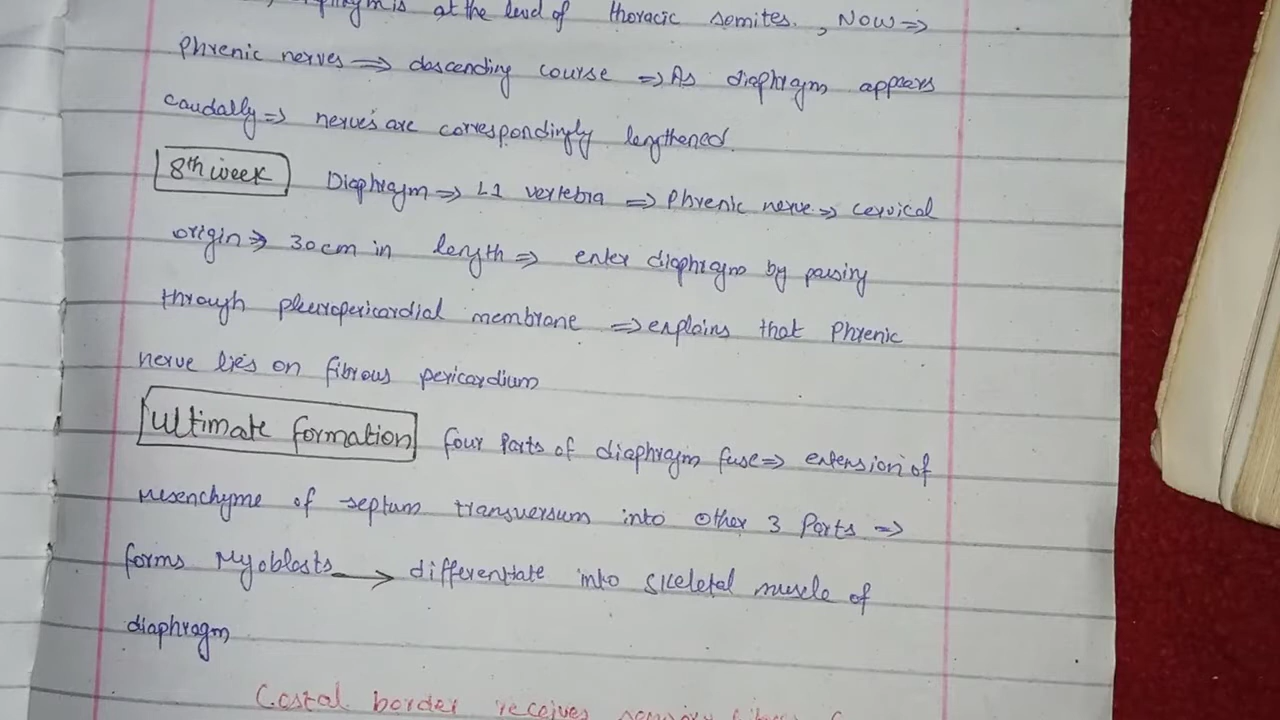 is at the level of thoracic somites. , Now ⇒
Phrenic nerves ⇒ descending course ⇒ As diaphragm appears
caudally ⇒ nerves are correspondingly lengthened.
8th week Diaphragm ⇒ L1 vertebra ⇒ Phrenic nerve ⇒ cervical
origin ⇒ 30cm in length ⇒ enter diaphragm by passing
through pleuropericardial membrane ⇒ explains that Phrenic
nerve lies on fibrous pericardium
Ultimate formation four Parts of diaphragm fuse ⇒ extension of
mesenchyme of septum transversum into other 3 Parts ⇒
forms Myoblasts → differentiate into skeletal muscle of
diaphragm
Costal border receives